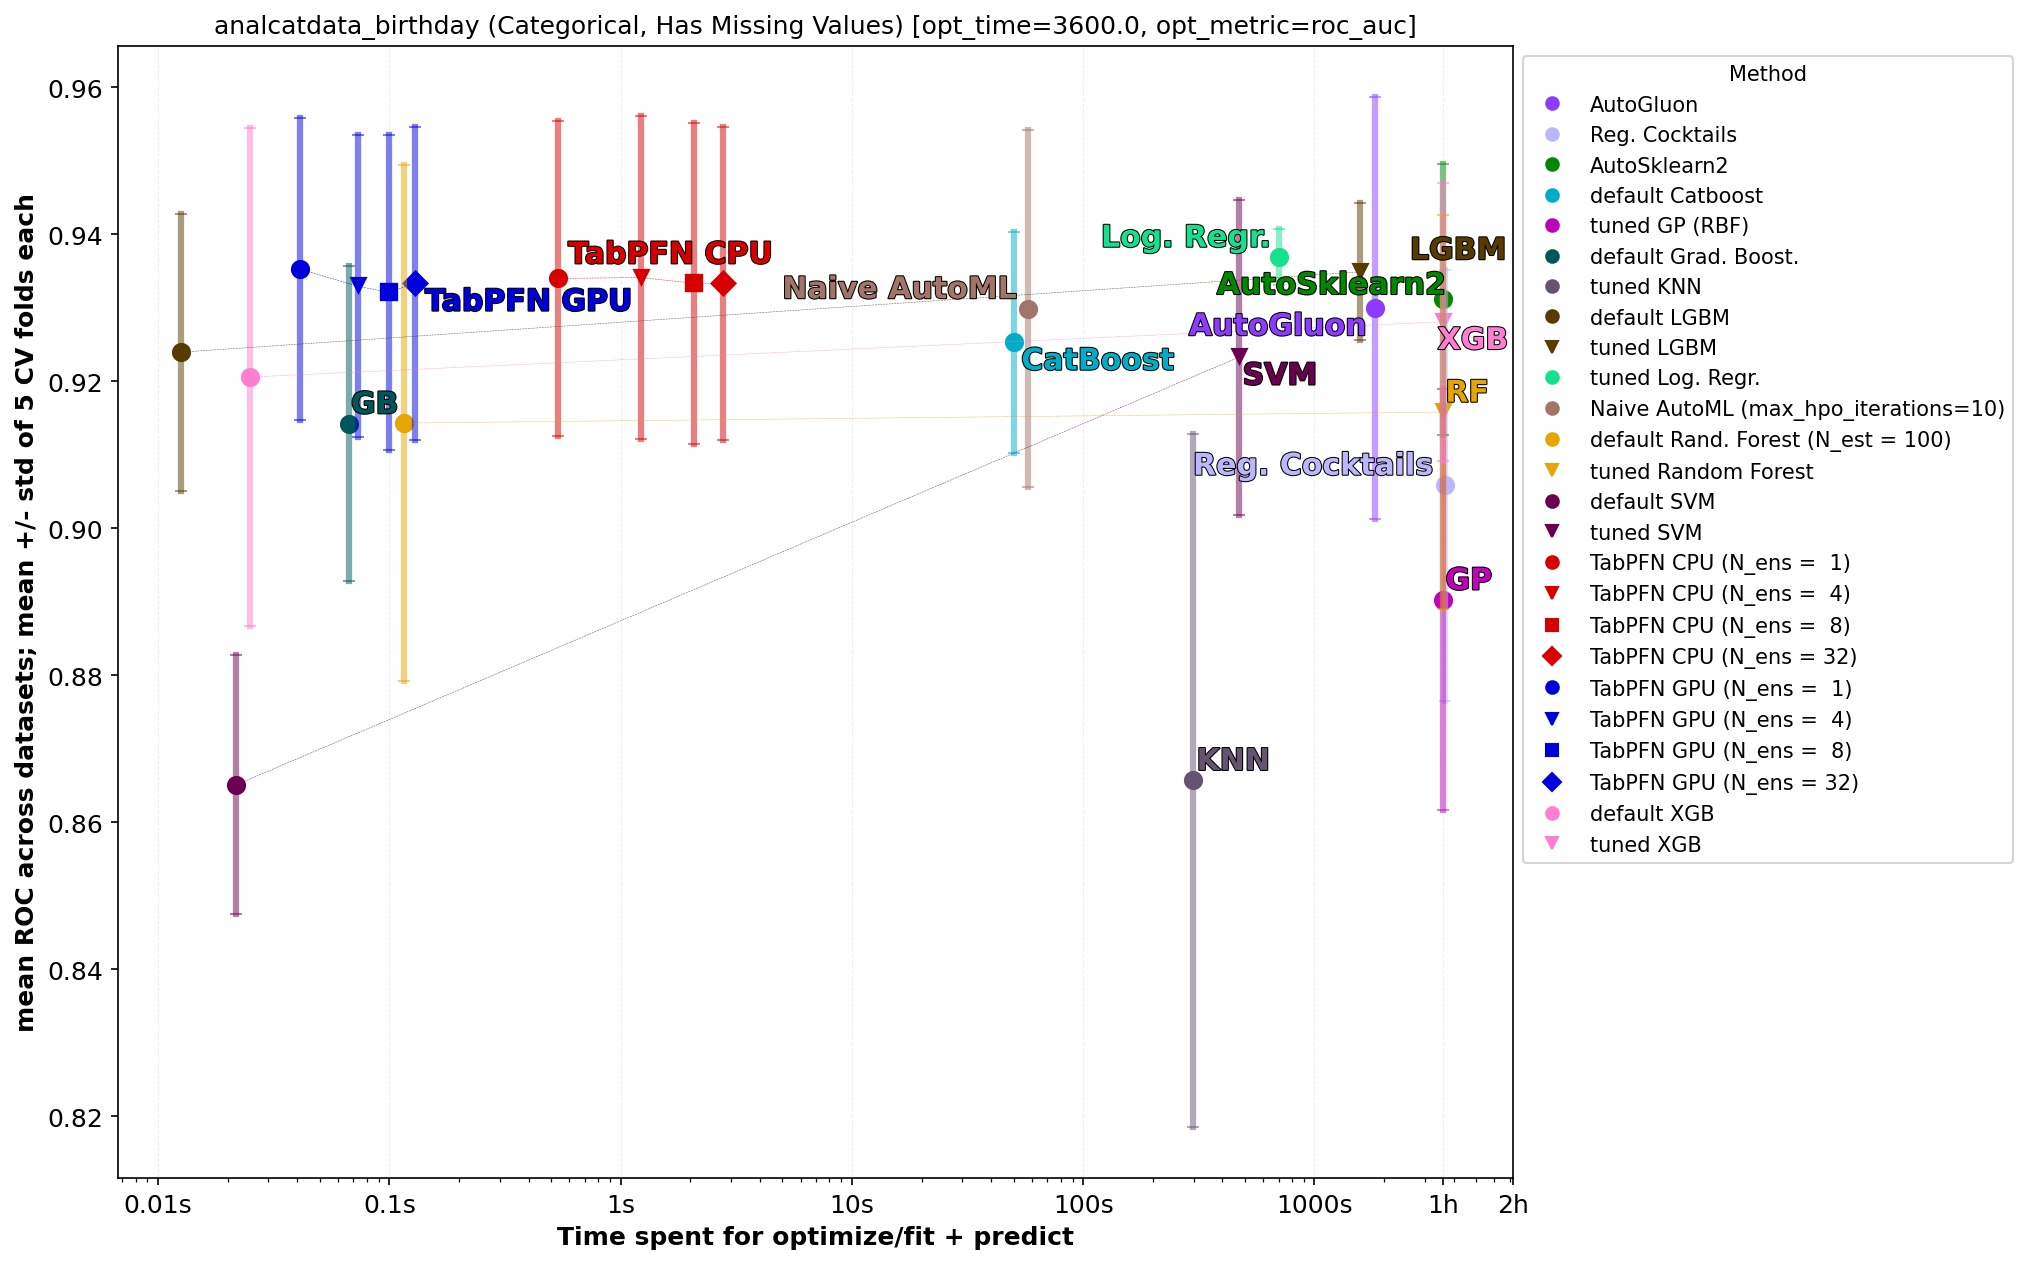 analcatdata_birthday (Categorical, Has Missing Values) [opt_time=3600.0, opt_metric=roc_auc]
mean ROC across datasets; mean +/- std of 5 CV folds each
0.96
0.94
0.92
0.90
0.88
0.86
0.84
0.82
Log. Regr.
LGBM
TabPFN CPU
AutoSklearn2
Naive AutoML
TabPFN GPU
AutoGluon
XGB
CatBoost
SVM
RF
GB
Reg. Cocktails
GP
KNN
0.01s
0.1s
1s
10s
100s
1000s
1h
2h
Time spent for optimize/fit + predict
Method
AutoGluon
Reg. Cocktails
AutoSklearn2
default Catboost
tuned GP (RBF)
default Grad. Boost.
tuned KNN
default LGBM
tuned LGBM
tuned Log. Regr.
Naive AutoML (max_hpo_iterations=10)
default Rand. Forest (N_est = 100)
tuned Random Forest
default SVM
tuned SVM
TabPFN CPU (N_ens =  1)
TabPFN CPU (N_ens =  4)
TabPFN CPU (N_ens =  8)
TabPFN CPU (N_ens = 32)
TabPFN GPU (N_ens =  1)
TabPFN GPU (N_ens =  4)
TabPFN GPU (N_ens =  8)
TabPFN GPU (N_ens = 32)
default XGB
tuned XGB